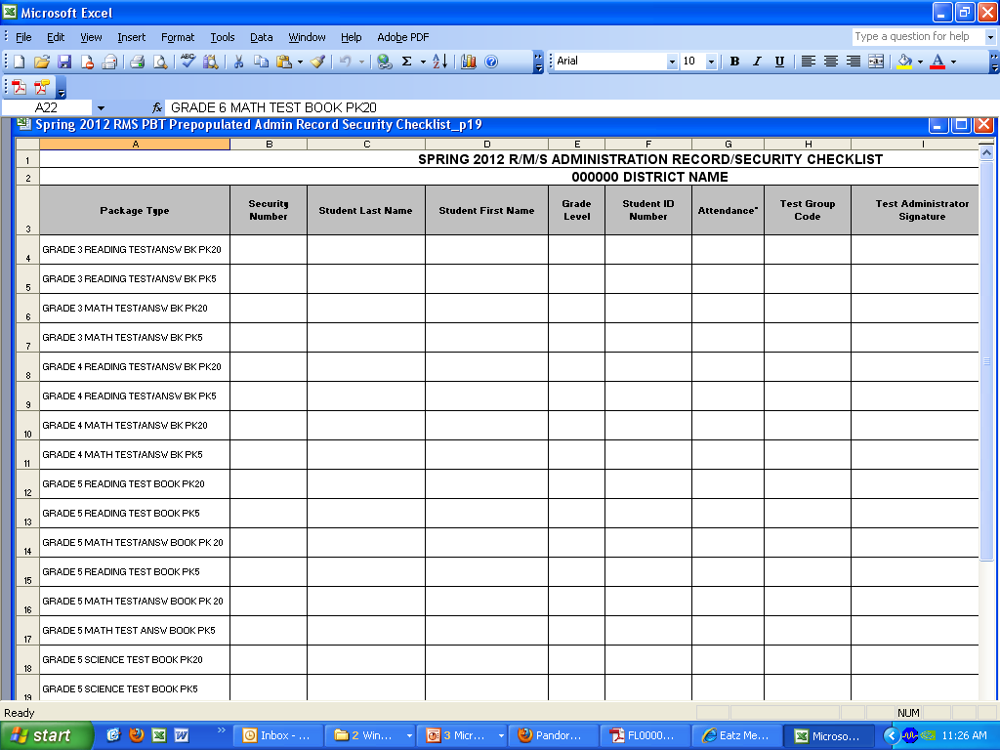 Microsoft Excel
File Edit View Insert Format Tools Data Window Help Adobe PDF
Type a question for help
Arial 10 B I U
A22 fx GRADE 6 MATH TEST BOOK PK20
Spring 2012 RMS PBT Prepopulated Admin Record Security Checklist_p19
A B C D E F G H I
1 SPRING 2012 R/M/S ADMINISTRATION RECORD/SECURITY CHECKLIST
2 000000 DISTRICT NAME
3 Package Type Security Number Student Last Name Student First Name Grade Level Student ID Number Attendance* Test Group Code Test Administrator Signature
4 GRADE 3 READING TEST/ANSW BK PK20
5 GRADE 3 READING TEST/ANSW BK PK5
6 GRADE 3 MATH TEST/ANSW BK PK20
7 GRADE 3 MATH TEST/ANSW BK PK5
8 GRADE 4 READING TEST/ANSW BK PK20
9 GRADE 4 READING TEST/ANSW BK PK5
10 GRADE 4 MATH TEST/ANSW BK PK20
11 GRADE 4 MATH TEST/ANSW BK PK5
12 GRADE 5 READING TEST BOOK PK20
13 GRADE 5 READING TEST BOOK PK5
14 GRADE 5 MATH TEST/ANSW BOOK PK 20
15 GRADE 5 READING TEST BOOK PK5
16 GRADE 5 MATH TEST/ANSW BOOK PK 20
17 GRADE 5 MATH TEST ANSW BOOK PK5
18 GRADE 5 SCIENCE TEST BOOK PK20
19 GRADE 5 SCIENCE TEST BOOK PK5
Ready NUM
start Inbox - ... 2 Win... 3 Micr... Pandor... FL0000... Eatz Me... Microso... 11:26 AM